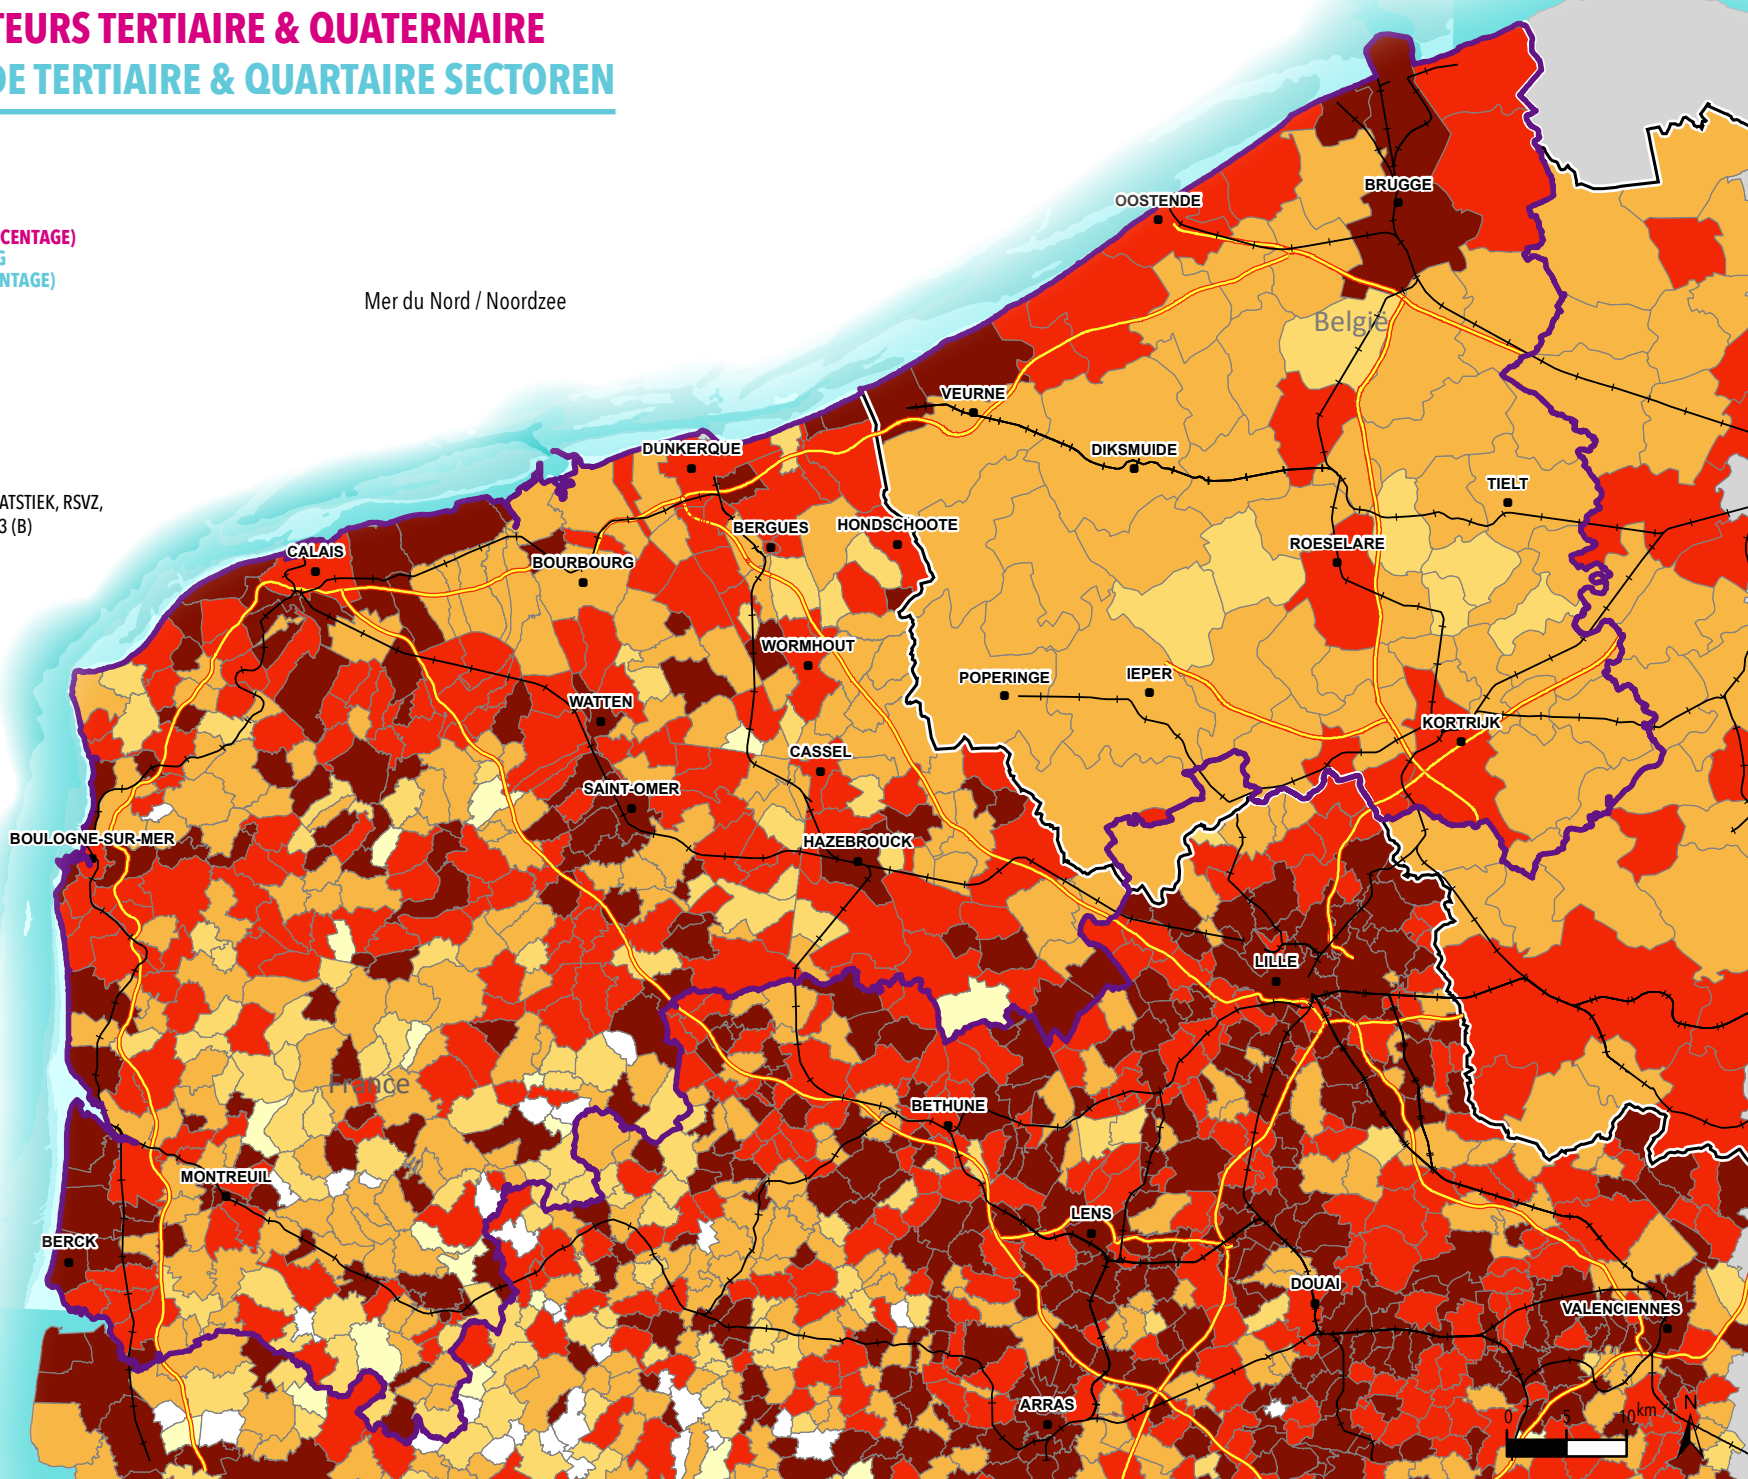 TEURS TERTIAIRE & QUATERNAIRE
DE TERTIAIRE & QUARTAIRE SECTOREN
CENTAGE)
G
NTAGE)
Mer du Nord / Noordzee
ATSTIEK, RSVZ,
3 (B)
BRUGGE
OOSTENDE
België
VEURNE
DUNKERQUE
DIKSMUIDE
TIELT
BERGUES
HONDSCHOOTE
ROESELARE
CALAIS
BOURBOURG
WORMHOUT
POPERINGE
IEPER
WATTEN
KORTRIJK
CASSEL
SAINT-OMER
BOULOGNE-SUR-MER
HAZEBROUCK
LILLE
France
BETHUNE
MONTREUIL
LENS
BERCK
DOUAI
VALENCIENNES
ARRAS
0 5 10 km
N